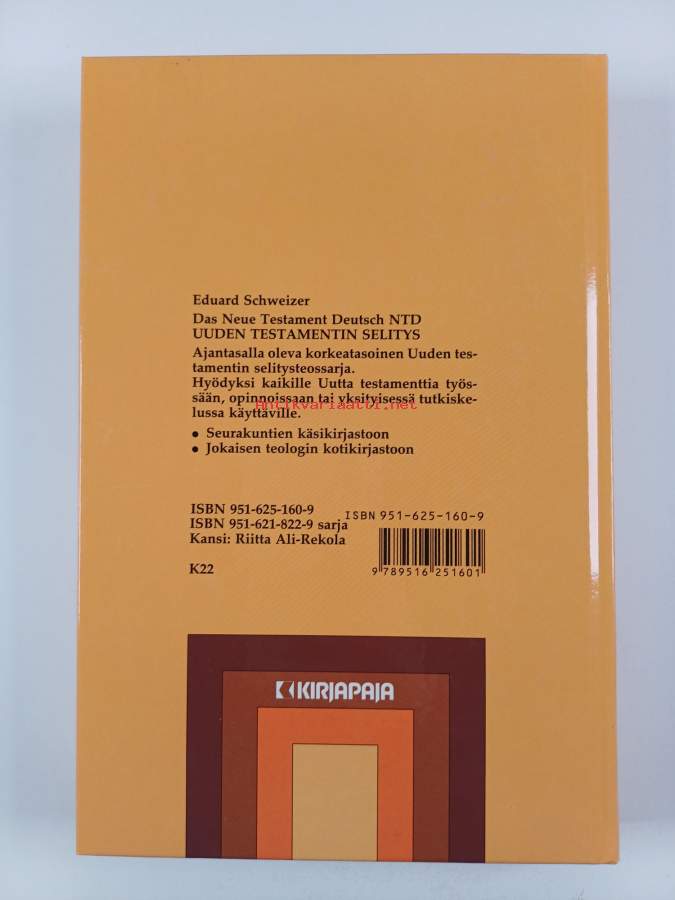 Eduard Schweizer
Das Neue Testament Deutsch NTD
UUDEN TESTAMENTIN SELITYS
Ajantasalla oleva korkeatasoinen Uuden tes-
tamentin selitysteossarja.
Hyödyksi kaikille Uutta testamenttia työs-
sään, opinnoissaan tai yksityisessä tutkiske-
lussa käyttäville.
Antikvariaatti.net
• Seurakuntien käsikirjastoon
• Jokaisen teologin kotikirjastoon
ISBN 951-625-160-9
ISBN 951-621-822-9 sarja
Kansi: Riitta Ali-Rekola
K22
ISBN 951-625-160-9
9 789516 251601
KIRJAPAJA